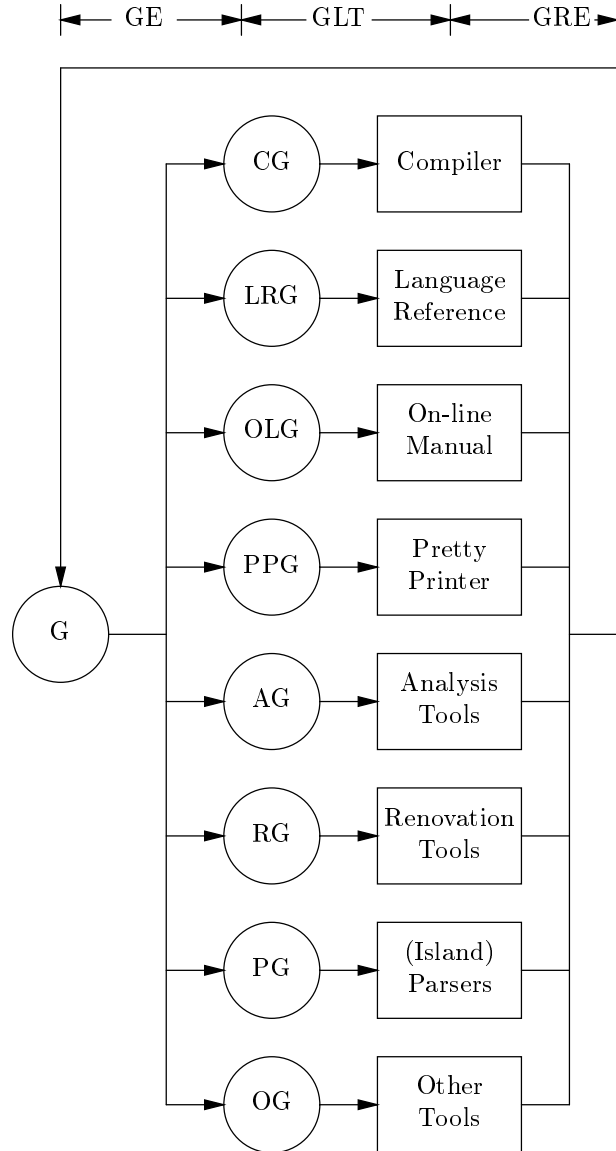 GE GLT GRE
CG Compiler
LRG Language
Reference
OLG On-line
Manual
PPG Pretty
Printer
G
AG Analysis
Tools
RG Renovation
Tools
PG (Island)
Parsers
OG Other
Tools